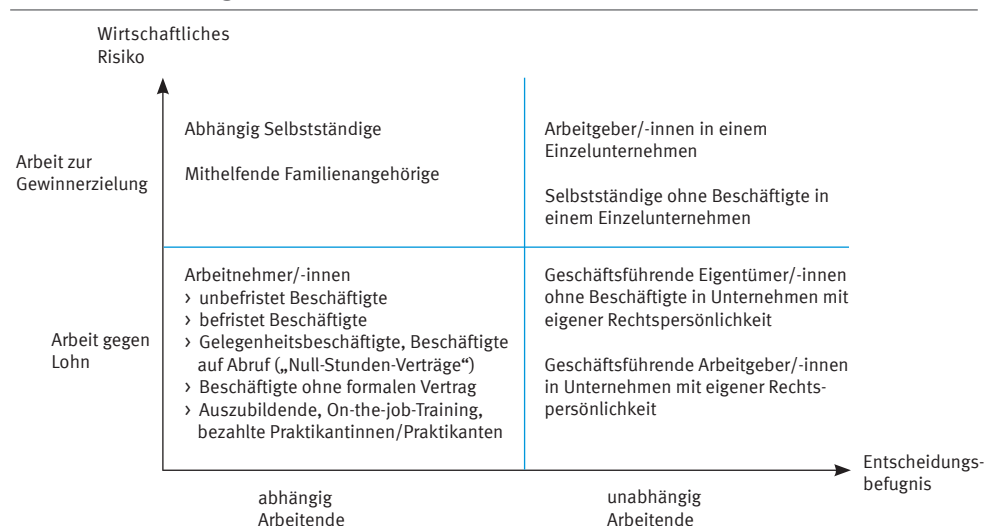 Wirtschaftliches
Risiko
Arbeit zur
Gewinnerzielung
Abhängig Selbstständige
Mithelfende Familienangehörige
Arbeitgeber/-innen in einem
Einzelunternehmen
Selbstständige ohne Beschäftigte in
einem Einzelunternehmen
Arbeit gegen
Lohn
Arbeitnehmer/-innen
› unbefristet Beschäftigte
› befristet Beschäftigte
› Gelegenheitsbeschäftigte, Beschäftigte
auf Abruf („Null-Stunden-Verträge“)
› Beschäftigte ohne formalen Vertrag
› Auszubildende, On-the-job-Training,
bezahlte Praktikantinnen/Praktikanten
Geschäftsführende Eigentümer/-innen
ohne Beschäftigte in Unternehmen mit
eigener Rechtspersönlichkeit
Geschäftsführende Arbeitgeber/-innen
in Unternehmen mit eigener Rechts-
persönlichkeit
Entscheidungs-
befugnis
abhängig
Arbeitende
unabhängig
Arbeitende